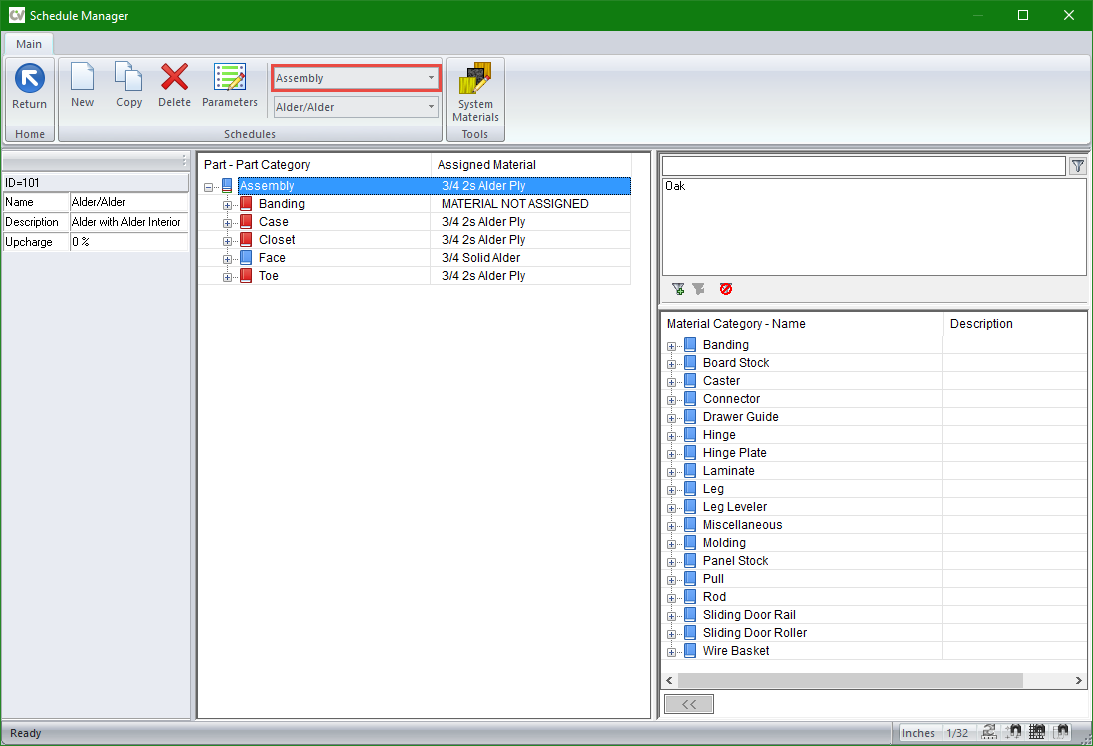 CV Schedule Manager
Main
Return
New
Copy
Delete
Parameters
Assembly
Alder/Alder
System
Materials
Home
Schedules
Tools
ID=101
Name Alder/Alder
Description Alder with Alder Interior
Upcharge 0 %
Part - Part Category Assigned Material
Assembly 3/4 2s Alder Ply
Banding MATERIAL NOT ASSIGNED
Case 3/4 2s Alder Ply
Closet 3/4 2s Alder Ply
Face 3/4 Solid Alder
Toe 3/4 2s Alder Ply
Oak
Material Category - Name Description
Banding
Board Stock
Caster
Connector
Drawer Guide
Hinge
Hinge Plate
Laminate
Leg
Leg Leveler
Miscellaneous
Molding
Panel Stock
Pull
Rod
Sliding Door Rail
Sliding Door Roller
Wire Basket
<<
Ready
Inches 1/32